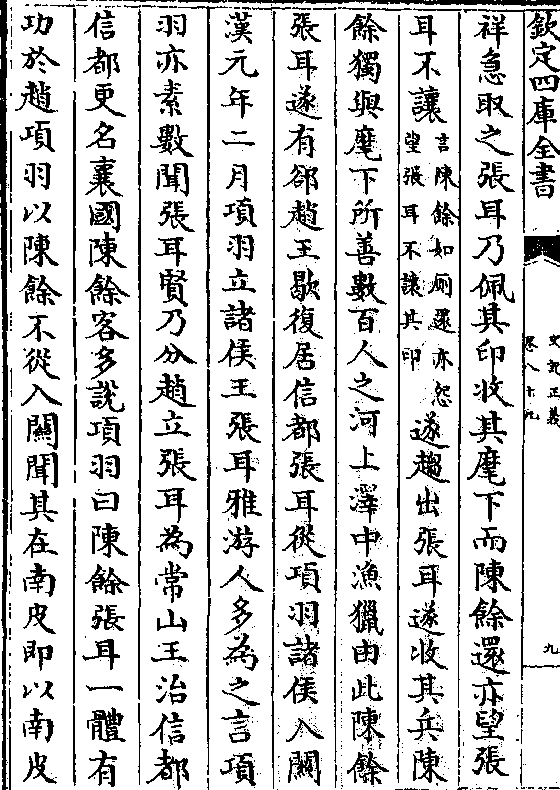 欽定四庫全書
史記正義
卷八十九
九
祥急取之張耳乃佩其印收其麾下而陳餘還亦望張
耳不讓言陳餘如厠還亦怨望張耳不讓其印遂趨出張耳遂收其兵陳
餘獨與麾下所善數百人之河上澤中漁獵由此陳餘
張耳遂有郤趙王歇復居信都張耳從項羽諸侯入關
漢元年二月項羽立諸侯王張耳雅游人多為之言項
羽亦素數聞張耳賢乃分趙立張耳為常山王治信都
信都更名襄國陳餘客多說項羽曰陳餘張耳一體有
功於趙項羽以陳餘不從入關聞其在南皮即以南皮